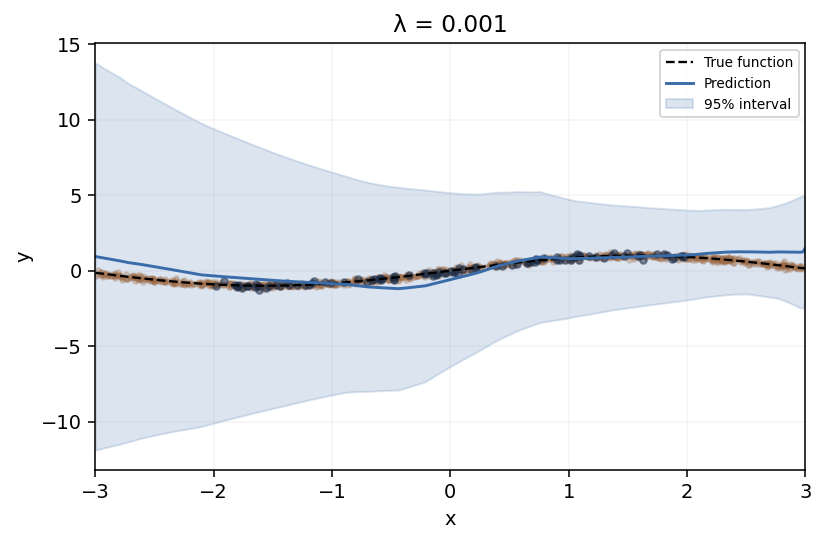 λ = 0.001
15
10
5
0
−5
−10
y
−3
−2
−1
0
1
2
3
x
True function
Prediction
95% interval